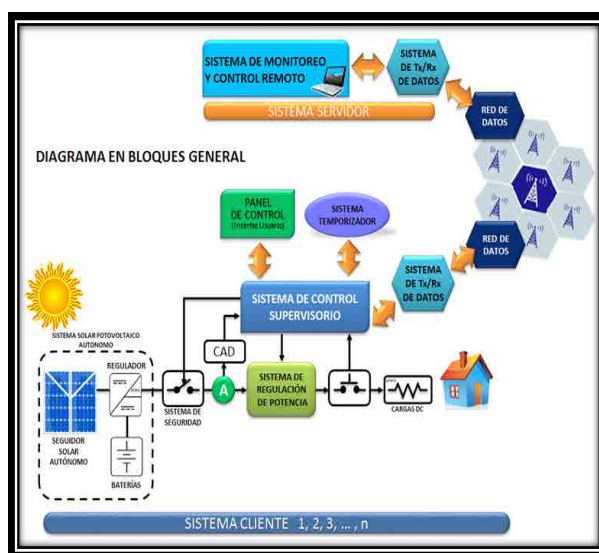 SISTEMA DE MONITOREO
Y CONTROL REMOTO
SISTEMA
DE Tx/Rx
DE DATOS
SISTEMA SERVIDOR
RED DE
DATOS
DIAGRAMA EN BLOQUES GENERAL
PANEL
DE CONTROL
(Interfaz Usuario)
SISTEMA
TEMPORIZADOR
RED DE
DATOS
SISTEMA
DE Tx/Rx
DE DATOS
SISTEMA DE CONTROL
SUPERVISORIO
SISTEMA SOLAR FOTOVOLTAICO
AUTONOMO
CAD
REGULADOR
SISTEMA DE
REGULACIÓN
DE POTENCIA
A
SISTEMA DE
SEGURIDAD
CARGAS DC
SEGUIDOR
SOLAR
AUTÓNOMO
BATERÍAS
SISTEMA CLIENTE 1, 2, 3, ... , n